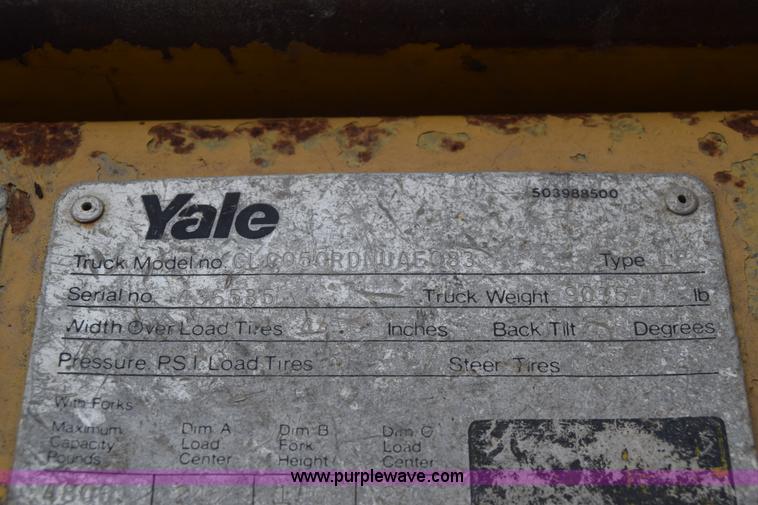 Yale
503988500
Truck Model no. GLC050RDNUAE083 Type
Serial no. Truck Weight lb
Width Over Load Tires Inches Back Tilt Degrees
Pressure P.S.I. Load Tires Steer Tires
With Forks
Maximum Dim A Dim B Dim C
Capacity Load Fork Load
Pounds Center Height Center
www.purplewave.com
4800